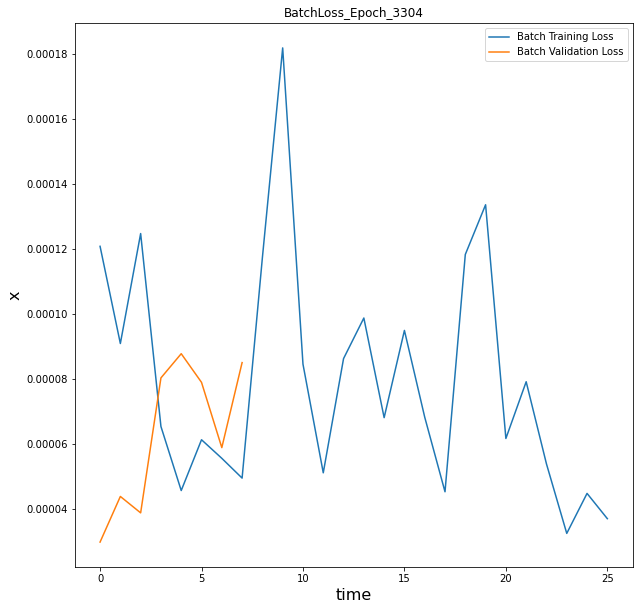 BatchLoss_Epoch_3304
Batch Training Loss
Batch Validation Loss
0.00018
0.00016
0.00014
0.00012
0.00010
0.00008
0.00006
0.00004
x
0 5 10 15 20 25
time